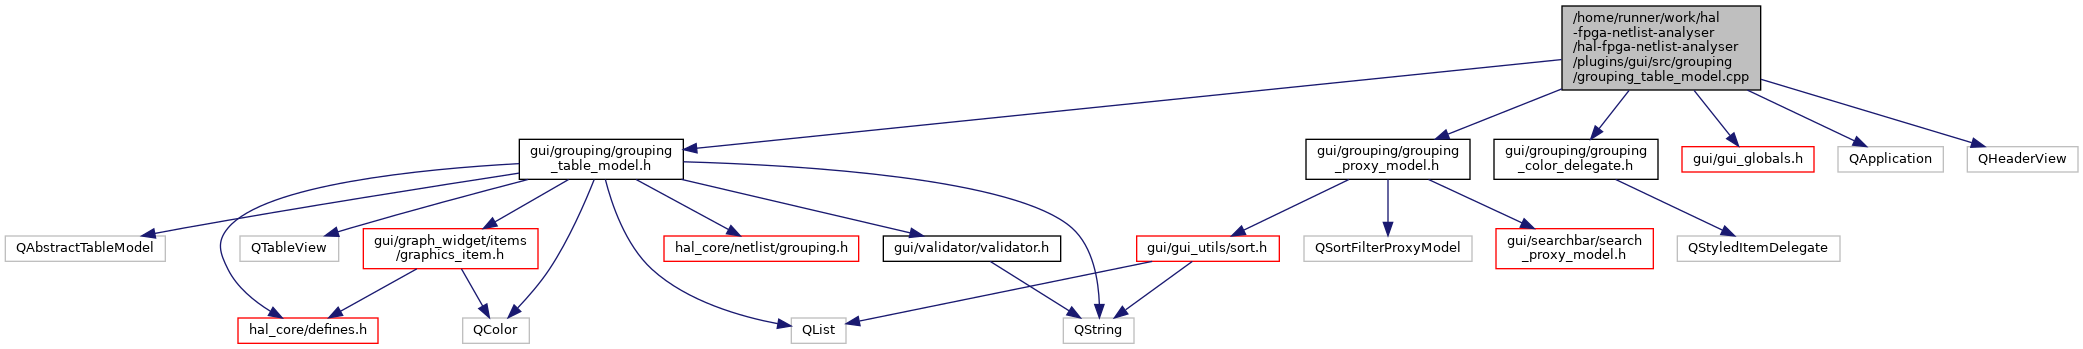 /home/runner/work/hal
-fpga-netlist-analyser
/hal-fpga-netlist-analyser
/plugins/gui/src/grouping
/grouping_table_model.cpp
gui/grouping/grouping
_table_model.h
gui/grouping/grouping
_proxy_model.h
gui/grouping/grouping
_color_delegate.h
gui/gui_globals.h
QApplication
QHeaderView
QAbstractTableModel
QTableView
gui/graph_widget/items
/graphics_item.h
hal_core/netlist/grouping.h
gui/validator/validator.h
gui/gui_utils/sort.h
QSortFilterProxyModel
gui/searchbar/search
_proxy_model.h
QStyledItemDelegate
hal_core/defines.h
QColor
QList
QString